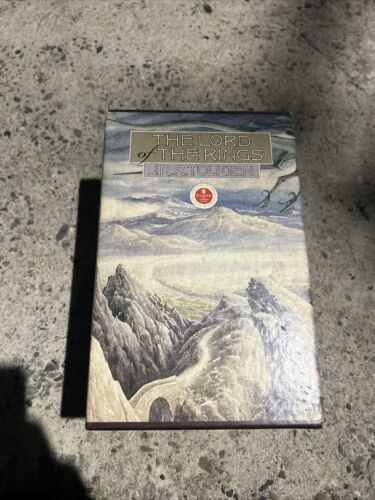 THE LORD
of THE RINGS
J.R.R.TOLKIEN